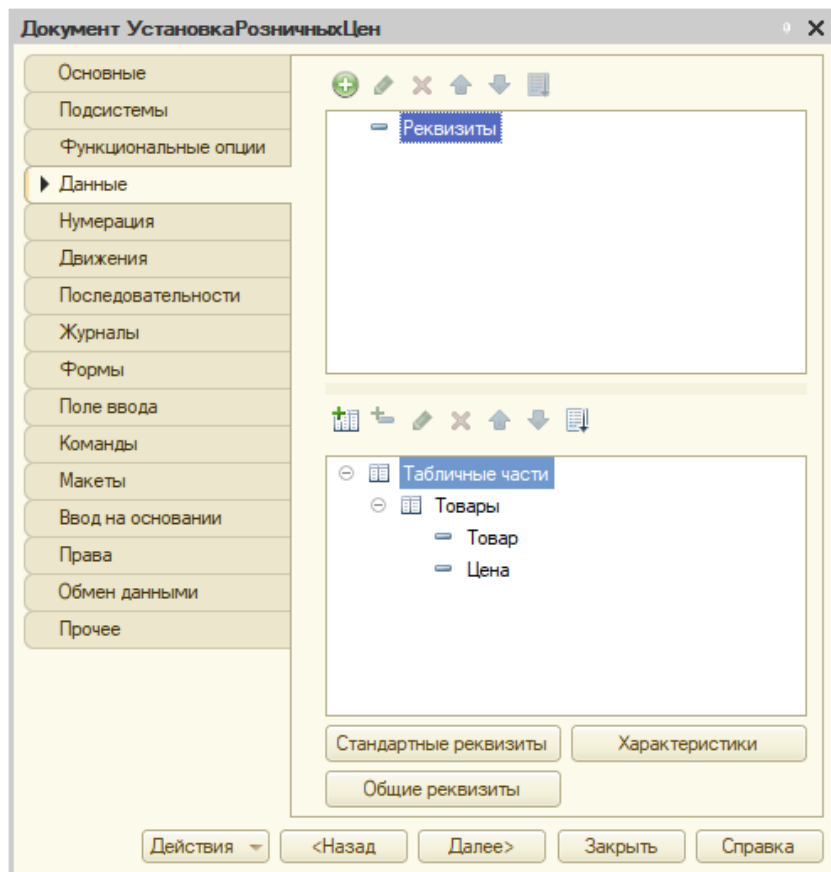 Документ УстановкаРозничныхЦен
Основные
Подсистемы
Функциональные опции
Данные
Нумерация
Движения
Последовательности
Журналы
Формы
Поле ввода
Команды
Макеты
Ввод на основании
Права
Обмен данными
Прочее
Реквизиты
Табличные части
Товары
Товар
Цена
Стандартные реквизиты
Характеристики
Общие реквизиты
Действия
<Назад
Далее>
Закрыть
Справка